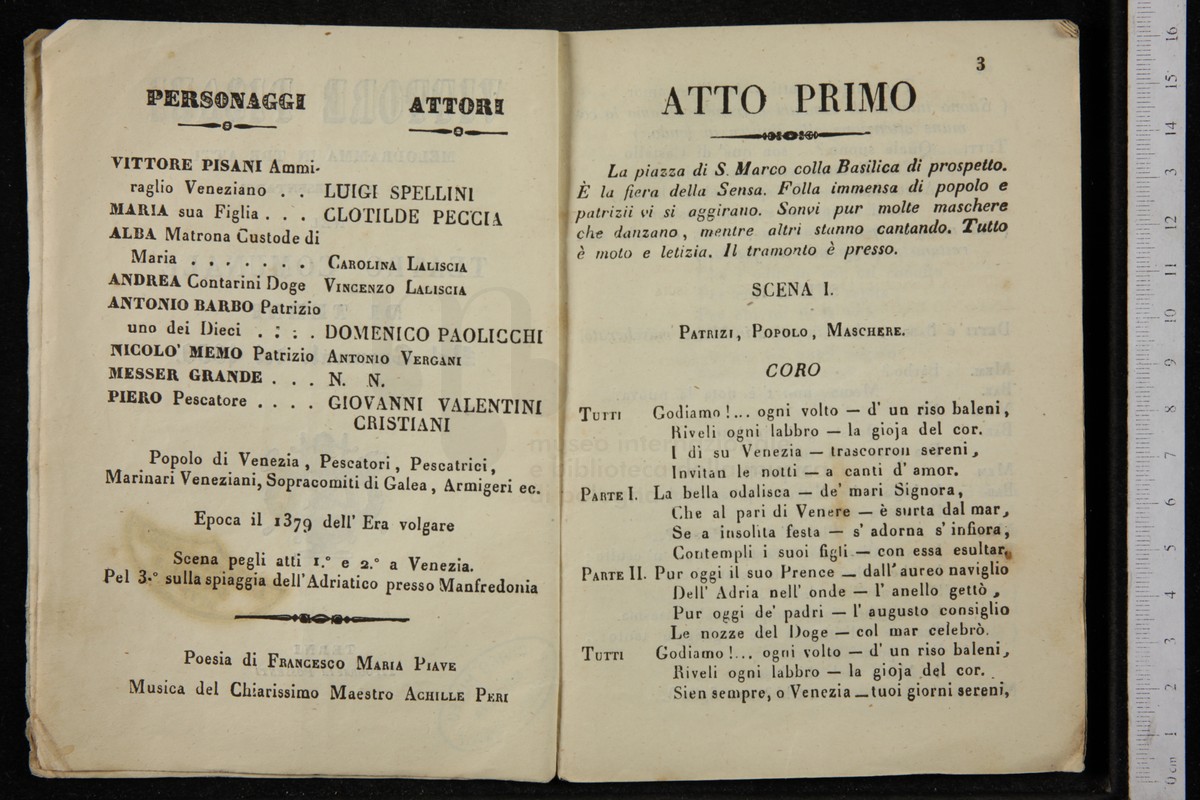 PERSONAGGI ATTORI
VITTORE PISANI Ammi-
raglio Veneziano . . LUIGI SPELLINI
MARIA sua Figlia . . . CLOTILDE PECCIA
ALBA Matrona Custode di
Maria . . . . . . . CAROLINA LALISCIA
ANDREA Contarini Doge VINCENZO LALISCIA
ANTONIO BARBO Patrizio
uno dei Dieci . : . . DOMENICO PAOLICCHI
NICOLO' MEMO Patrizio ANTONIO VERGANI
MESSER GRANDE . . . N. N.
PIERO Pescatore . . . . GIOVANNI VALENTINI
CRISTIANI
Popolo di Venezia, Pescatori, Pescatrici,
Marinari Veneziani, Sopracomiti di Galea, Armigeri ec.
Epoca il 1379 dell' Era volgare
Scena pegli atti 1.° e 2.° a Venezia.
Pel 3.° sulla spiaggia dell'Adriatico presso Manfredonia
Poesia di FRANCESCO MARIA PIAVE
Musica del Chiarissimo Maestro ACHILLE PERI
3
ATTO PRIMO
La piazza di S. Marco colla Basilica di prospetto.
È la fiera della Sensa. Folla immensa di popolo e
patrizii vi si aggirano. Sonvi pur molte maschere
che danzano, mentre altri stanno cantando. Tutto
è moto e letizia. Il tramonto è presso.
SCENA I.
PATRIZI, POPOLO, MASCHERE.
CORO
TUTTI Godiamo!... ogni volto — d' un riso baleni,
Riveli ogni labbro — la gioja del cor.
I dì su Venezia — trascorron sereni,
Invitan le notti — a canti d' amor.
PARTE I. La bella odalisca — de' mari Signora,
Che al pari di Venere — è surta dal mar,
Se a insolita festa — s' adorna s' infiora,
Contempli i suoi figli — con essa esultar.
PARTE II. Pur oggi il suo Prence — dall' aureo naviglio
Dell' Adria nell' onde — l' anello gettò,
Pur oggi de' padri — l' augusto consiglio
Le nozze del Doge — col mar celebrò.
TUTTI Godiamo!... ogni volto — d' un riso baleni,
Riveli ogni labbro — la gioja del cor.
Sien sempre, o Venezia — tuoi giorni sereni,